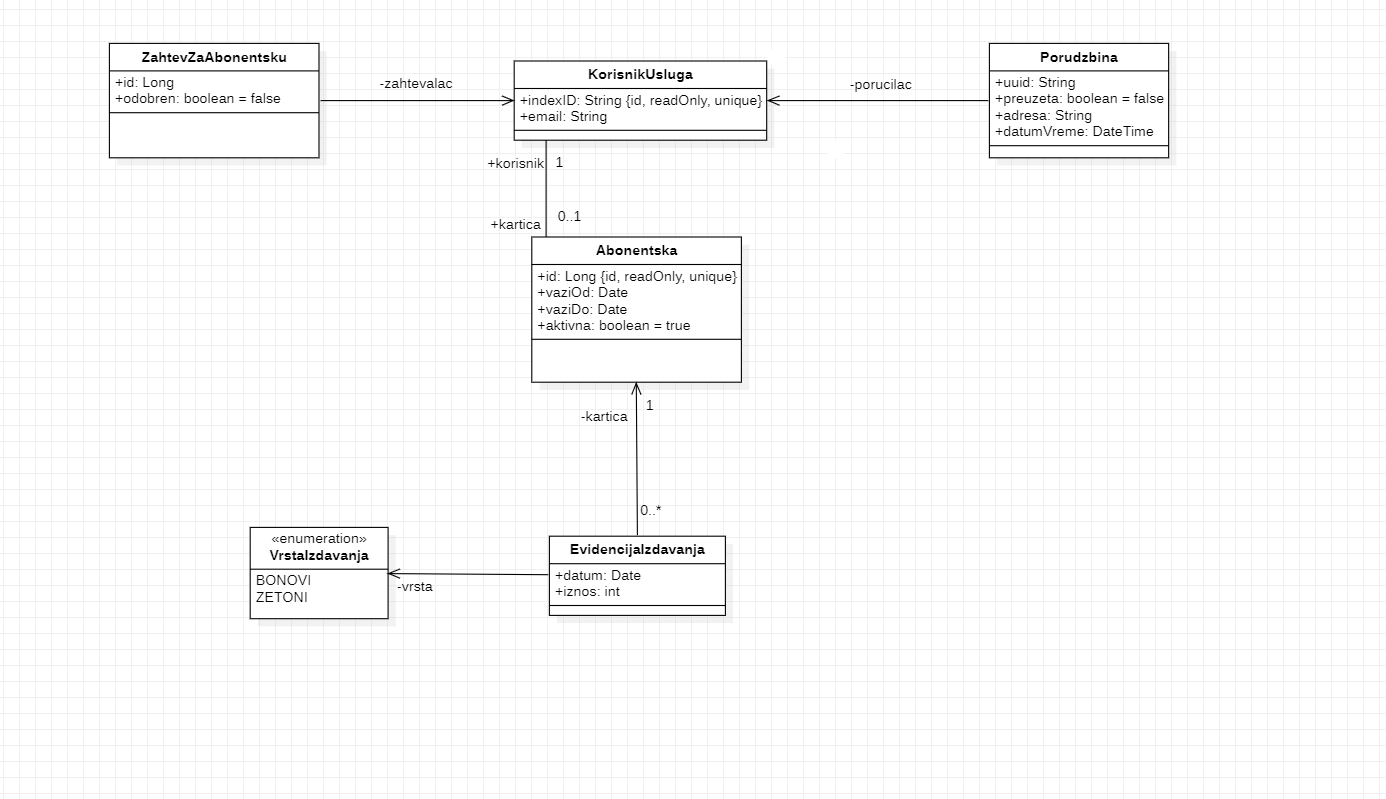 ZahtevZaAbonentsku
+id: Long
+odobren: boolean = false
-zahtevalac
KorisnikUsluga
+indexID: String {id, readOnly, unique}
+email: String
-porucilac
Porudzbina
+uuid: String
+preuzeta: boolean = false
+adresa: String
+datumVreme: DateTime
+korisnik
1
+kartica
0..1
Abonentska
+id: Long {id, readOnly, unique}
+vaziOd: Date
+vaziDo: Date
+aktivna: boolean = true
-kartica
1
0..*
«enumeration»
VrstaIzdavanja
BONOVI
ZETONI
-vrsta
EvidencijaIzdavanja
+datum: Date
+iznos: int